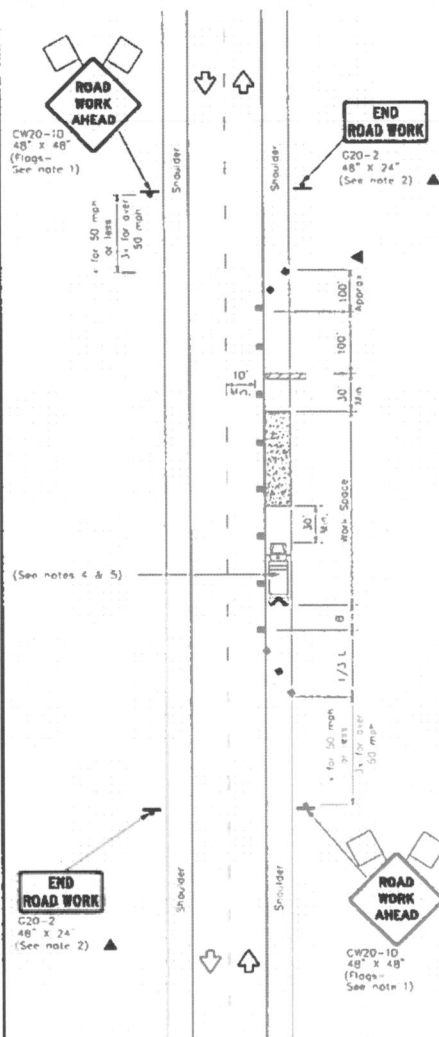 ROAD
WORK
AHEAD
CW20-1D
48" X 48"
(Flags-
See note 1)
Shoulder
Shoulder
END
ROAD WORK
G20-2
48" X 24"
(See note 2)
x for 50 mph
or less
3x for over
50 mph
100'
Approx
100'
10'
Min.
30'
Min
Work Space
30'
Min.
(See notes 4 & 5)
B
1/3 L
x for 50 mph
or less
3x for over
50 mph
END
ROAD WORK
G20-2
48" X 24"
(See note 2)
Shoulder
Shoulder
ROAD
WORK
AHEAD
CW20-1D
48" X 48"
(Flags-
See note 1)